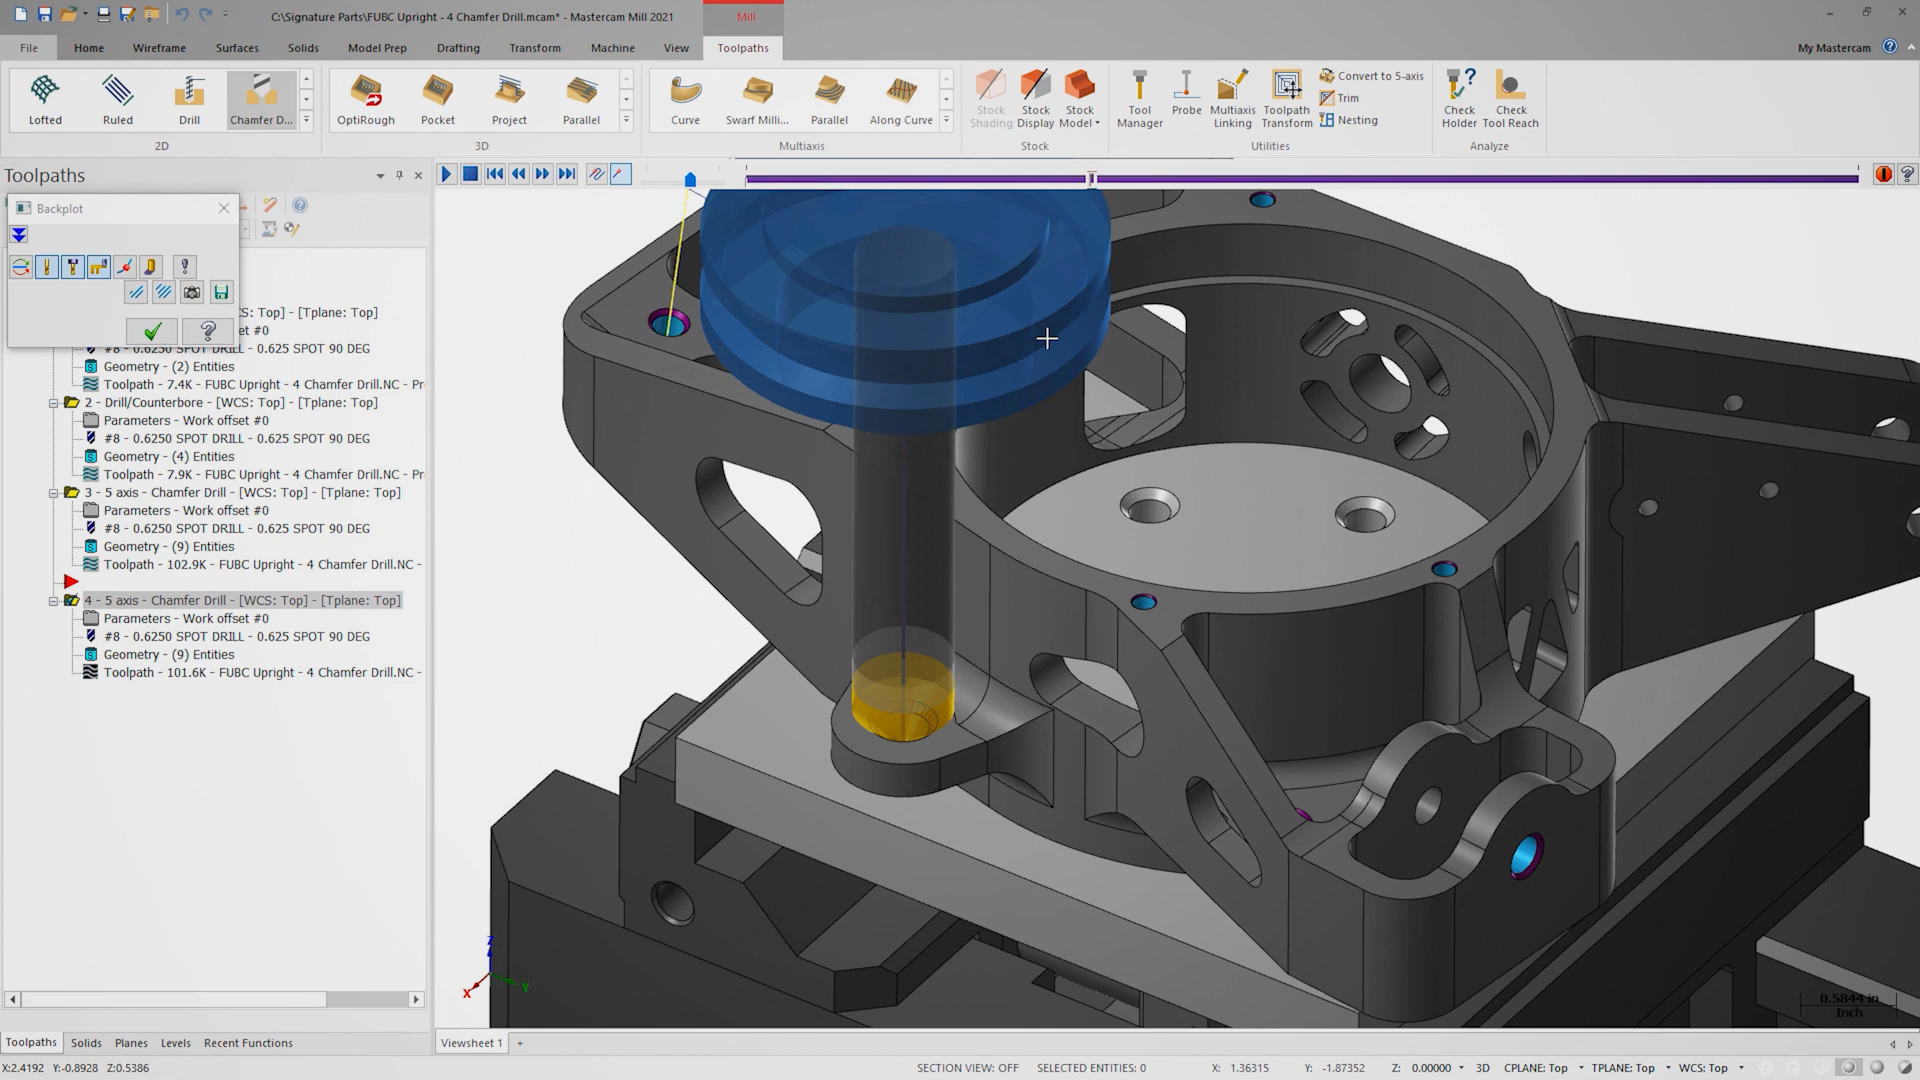 C:\Signature Parts\FUBC Upright - 4 Chamfer Drill.mcam* - Mastercam Mill 2021
Mill
File Home Wireframe Surfaces Solids Model Prep Drafting Transform Machine View Toolpaths My Mastercam
Lofted Ruled Drill Chamfer D...
2D
OptiRough Pocket Project Parallel
3D
Curve Swarf Milli... Parallel Along Curve
Multiaxis
Stock Shading
Stock Display
Stock Model
Stock
Tool Manager
Probe
Multiaxis Linking
Toolpath Transform
Convert to 5-axis
Trim
Nesting
Utilities
Check Holder
Check Tool Reach
Analyze
Toolpaths
Backplot
CS: Top] - [Tplane: Top]
et #0
#8 - 0.6250 SPOT DRILL - 0.625 SPOT 90 DEG
Geometry - (2) Entities
Toolpath - 7.4K - FUBC Upright - 4 Chamfer Drill.NC - Pr
2 - Drill/Counterbore - [WCS: Top] - [Tplane: Top]
Parameters - Work offset #0
#8 - 0.6250 SPOT DRILL - 0.625 SPOT 90 DEG
Geometry - (4) Entities
Toolpath - 7.9K - FUBC Upright - 4 Chamfer Drill.NC - Pr
3 - 5 axis - Chamfer Drill - [WCS: Top] - [Tplane: Top]
Parameters - Work offset #0
#8 - 0.6250 SPOT DRILL - 0.625 SPOT 90 DEG
Geometry - (9) Entities
Toolpath - 102.9K - FUBC Upright - 4 Chamfer Drill.NC -
4 - 5 axis - Chamfer Drill - [WCS: Top] - [Tplane: Top]
Parameters - Work offset #0
#8 - 0.6250 SPOT DRILL - 0.625 SPOT 90 DEG
Geometry - (9) Entities
Toolpath - 101.6K - FUBC Upright - 4 Chamfer Drill.NC -
Z
X
Y
0.5844 in
Inch
Toolpaths Solids Planes Levels Recent Functions
Viewsheet 1 +
X:2.4192 Y:-0.8928 Z:0.5386
SECTION VIEW: OFF SELECTED ENTITIES: 0 X: 1.36315 Y: -1.87352 Z: 0.00000 3D CPLANE: Top TPLANE: Top WCS: Top